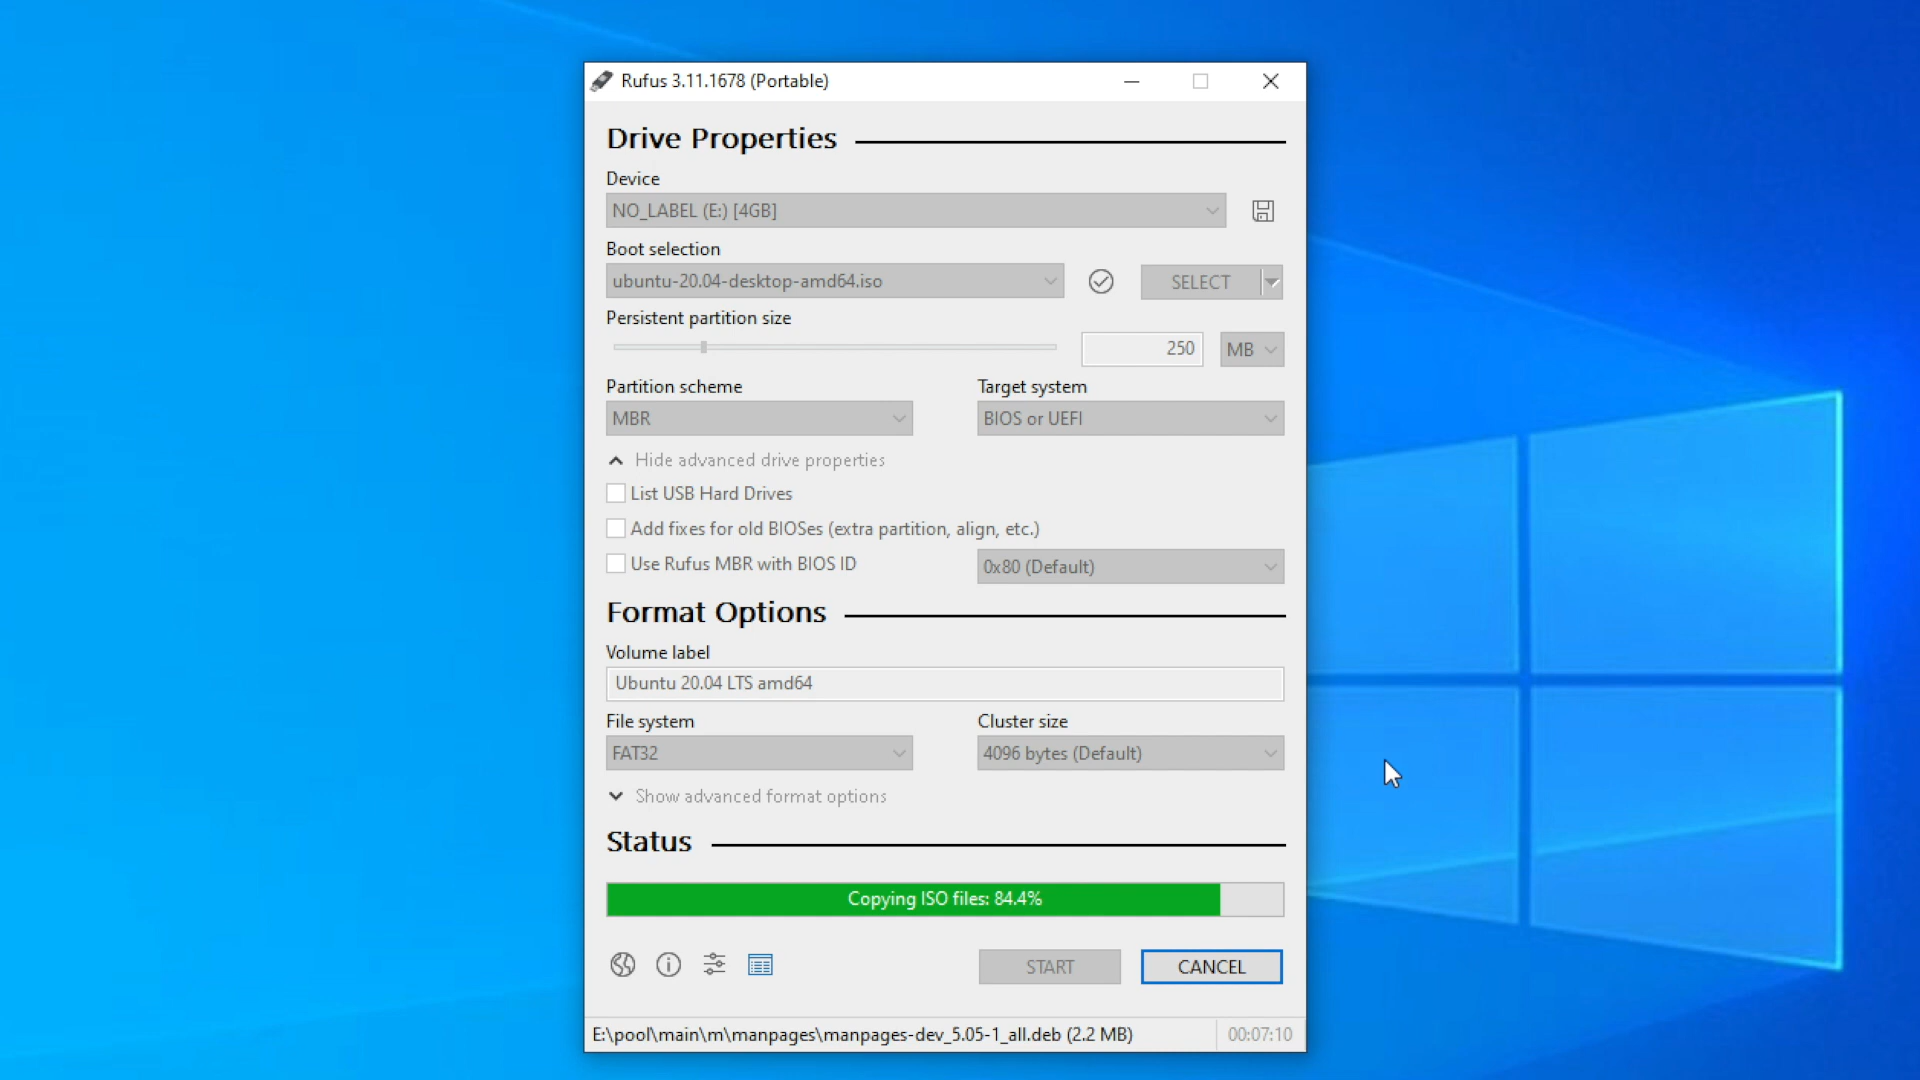 Rufus 3.11.1678 (Portable)
Drive Properties
Device
NO_LABEL (E:) [4GB]
Boot selection
ubuntu-20.04-desktop-amd64.iso
SELECT
Persistent partition size
250
MB
Partition scheme
Target system
MBR
BIOS or UEFI
Hide advanced drive properties
List USB Hard Drives
Add fixes for old BIOSes (extra partition, align, etc.)
Use Rufus MBR with BIOS ID
0x80 (Default)
Format Options
Volume label
Ubuntu 20.04 LTS amd64
File system
Cluster size
FAT32
4096 bytes (Default)
Show advanced format options
Status
Copying ISO files: 84.4%
START
CANCEL
E:\pool\main\m\manpages\manpages-dev_5.05-1_all.deb (2.2 MB)
00:07:10